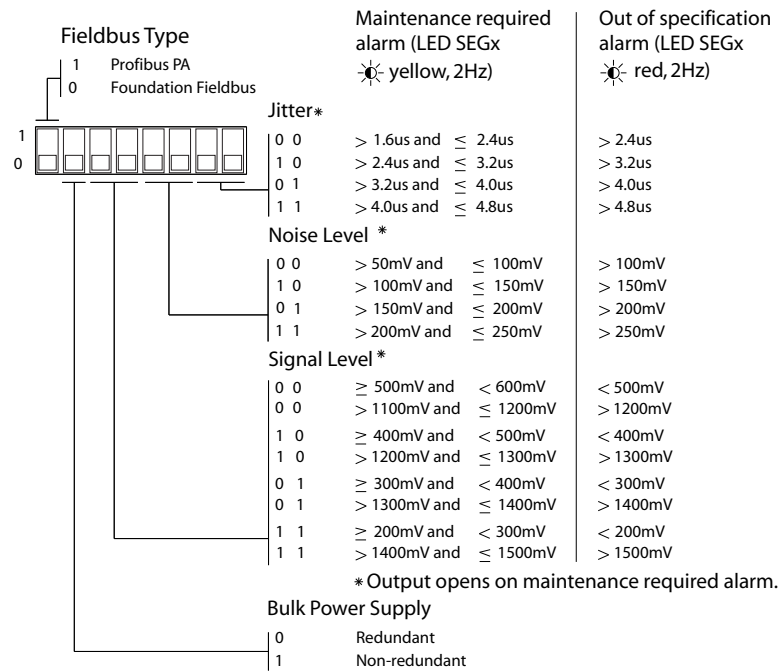 Fieldbus Type
1 Profibus PA
0 Foundation Fieldbus
1
0
Maintenance required alarm (LED SEGx yellow, 2Hz)
Out of specification alarm (LED SEGx red, 2Hz)
Jitter*
0 0 > 1.6us and ≤ 2.4us > 2.4us
1 0 > 2.4us and ≤ 3.2us > 3.2us
0 1 > 3.2us and ≤ 4.0us > 4.0us
1 1 > 4.0us and ≤ 4.8us > 4.8us
Noise Level *
0 0 > 50mV and ≤ 100mV > 100mV
1 0 > 100mV and ≤ 150mV > 150mV
0 1 > 150mV and ≤ 200mV > 200mV
1 1 > 200mV and ≤ 250mV > 250mV
Signal Level *
0 0 ≥ 500mV and < 600mV < 500mV
0 0 > 1100mV and ≤ 1200mV > 1200mV
1 0 ≥ 400mV and < 500mV < 400mV
1 0 > 1200mV and ≤ 1300mV > 1300mV
0 1 ≥ 300mV and < 400mV < 300mV
0 1 > 1300mV and ≤ 1400mV > 1400mV
1 1 ≥ 200mV and < 300mV < 200mV
1 1 > 1400mV and ≤ 1500mV > 1500mV
* Output opens on maintenance required alarm.
Bulk Power Supply
0 Redundant
1 Non-redundant